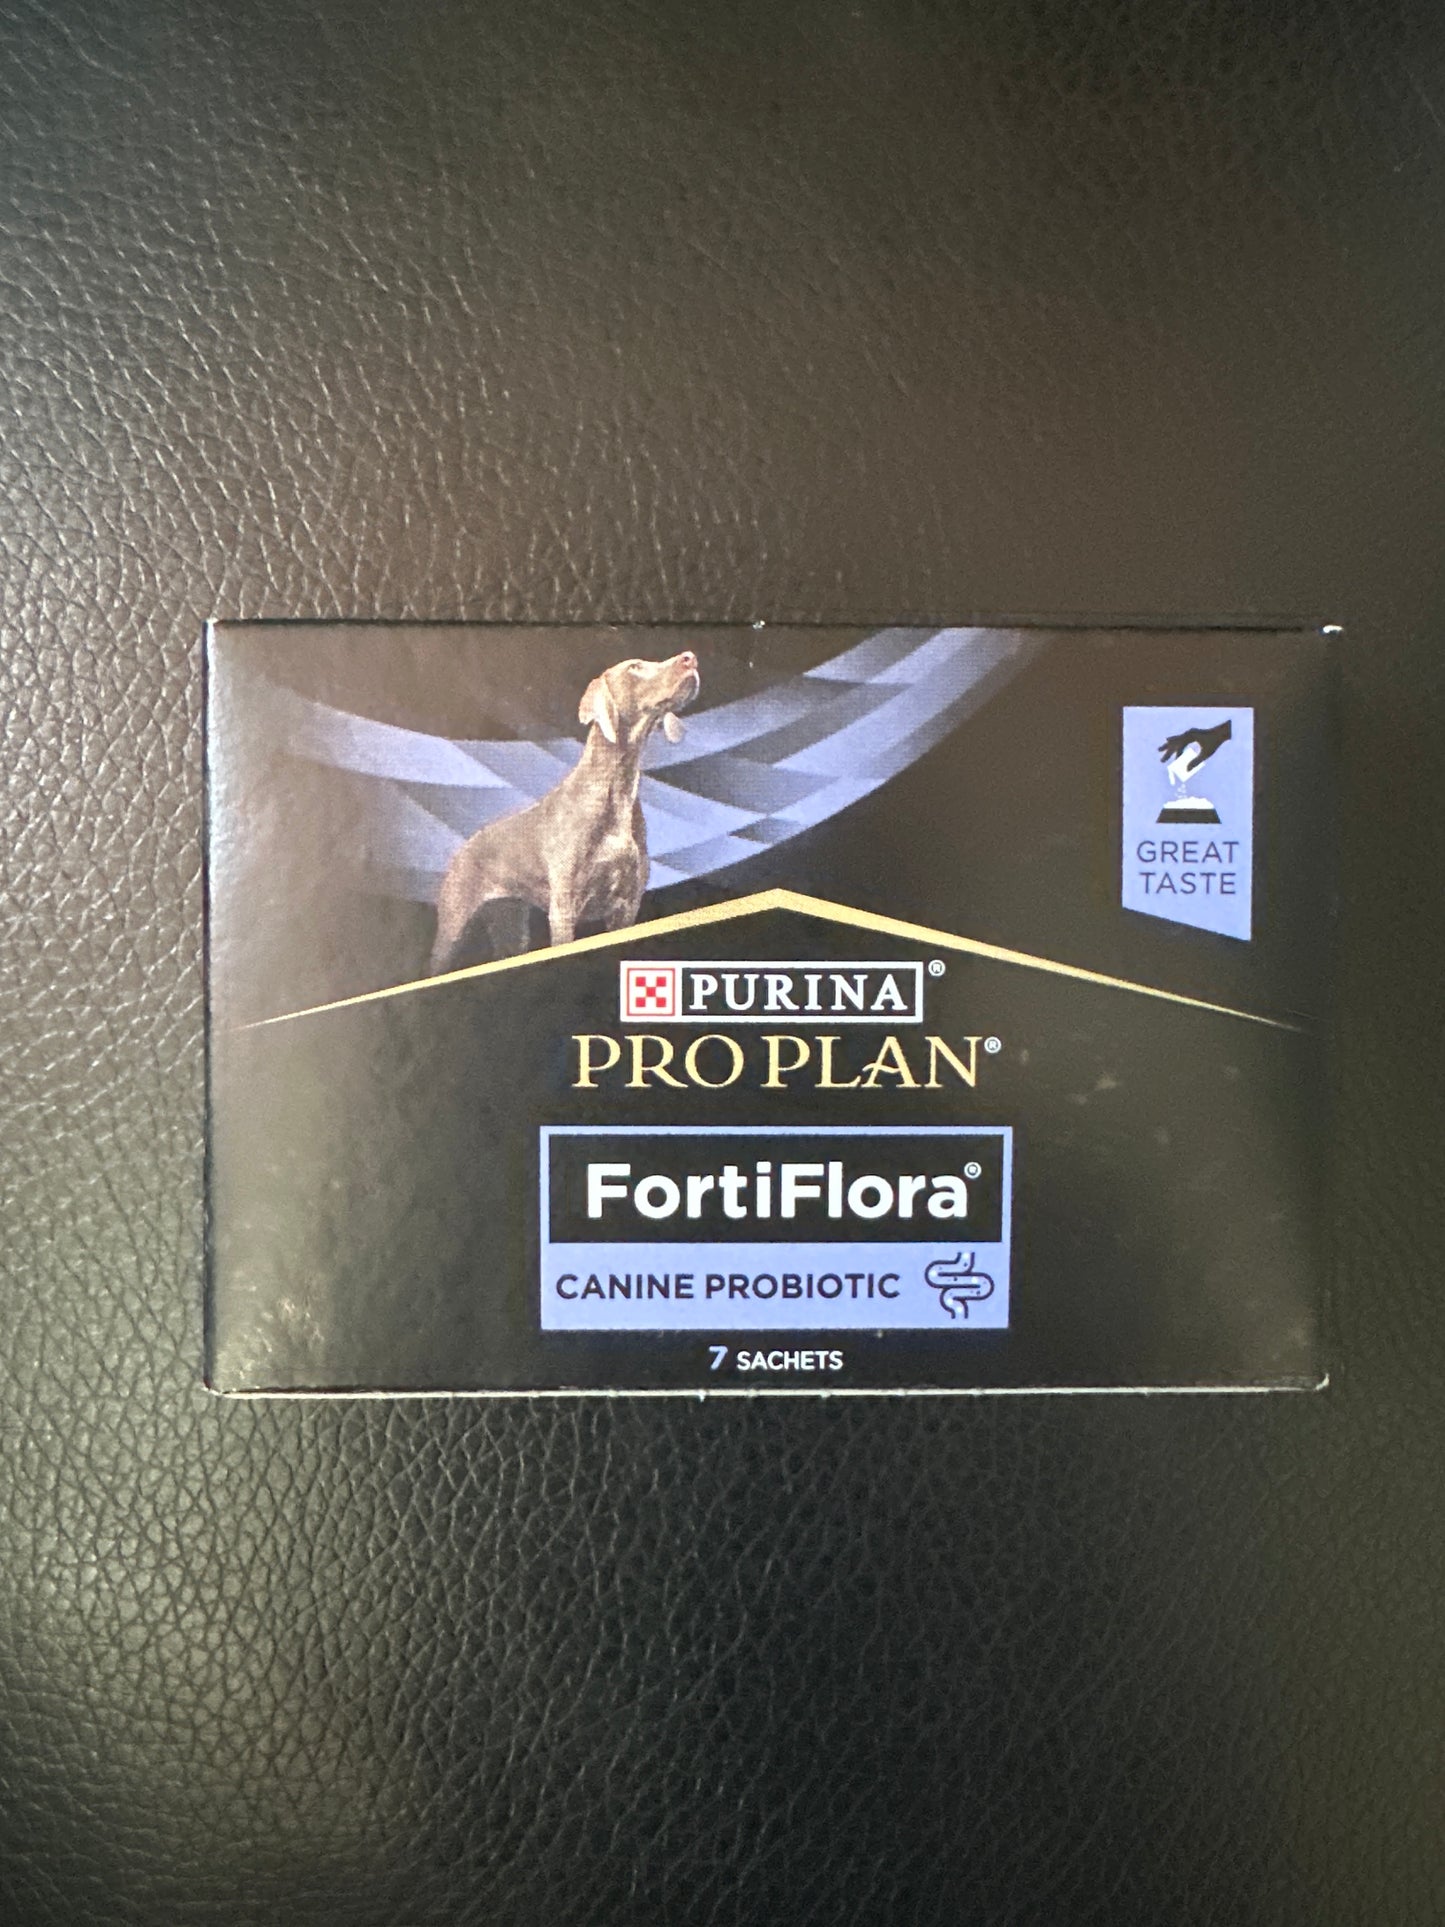 GREAT
TASTE
PURINA®
PRO PLAN®
FortiFlora®
CANINE PROBIOTIC
7 SACHETS